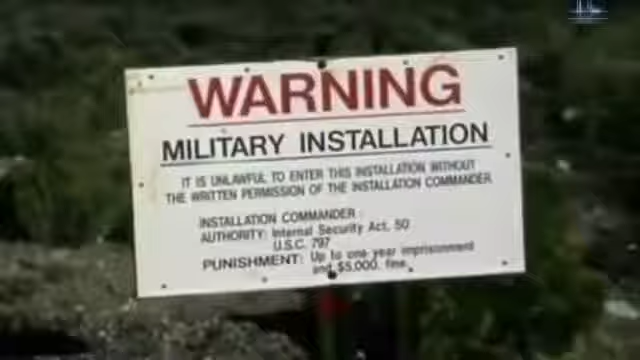 WARNING
MILITARY INSTALLATION
IT IS UNLAWFUL TO ENTER THIS INSTALLATION WITHOUT
THE WRITTEN PERMISSION OF THE INSTALLATION COMMANDER
INSTALLATION COMMANDER :
AUTHORITY: Internal Security Act, 50
U.S.C. 797
PUNISHMENT: Up to one year imprisonment
and $5,000. fine.